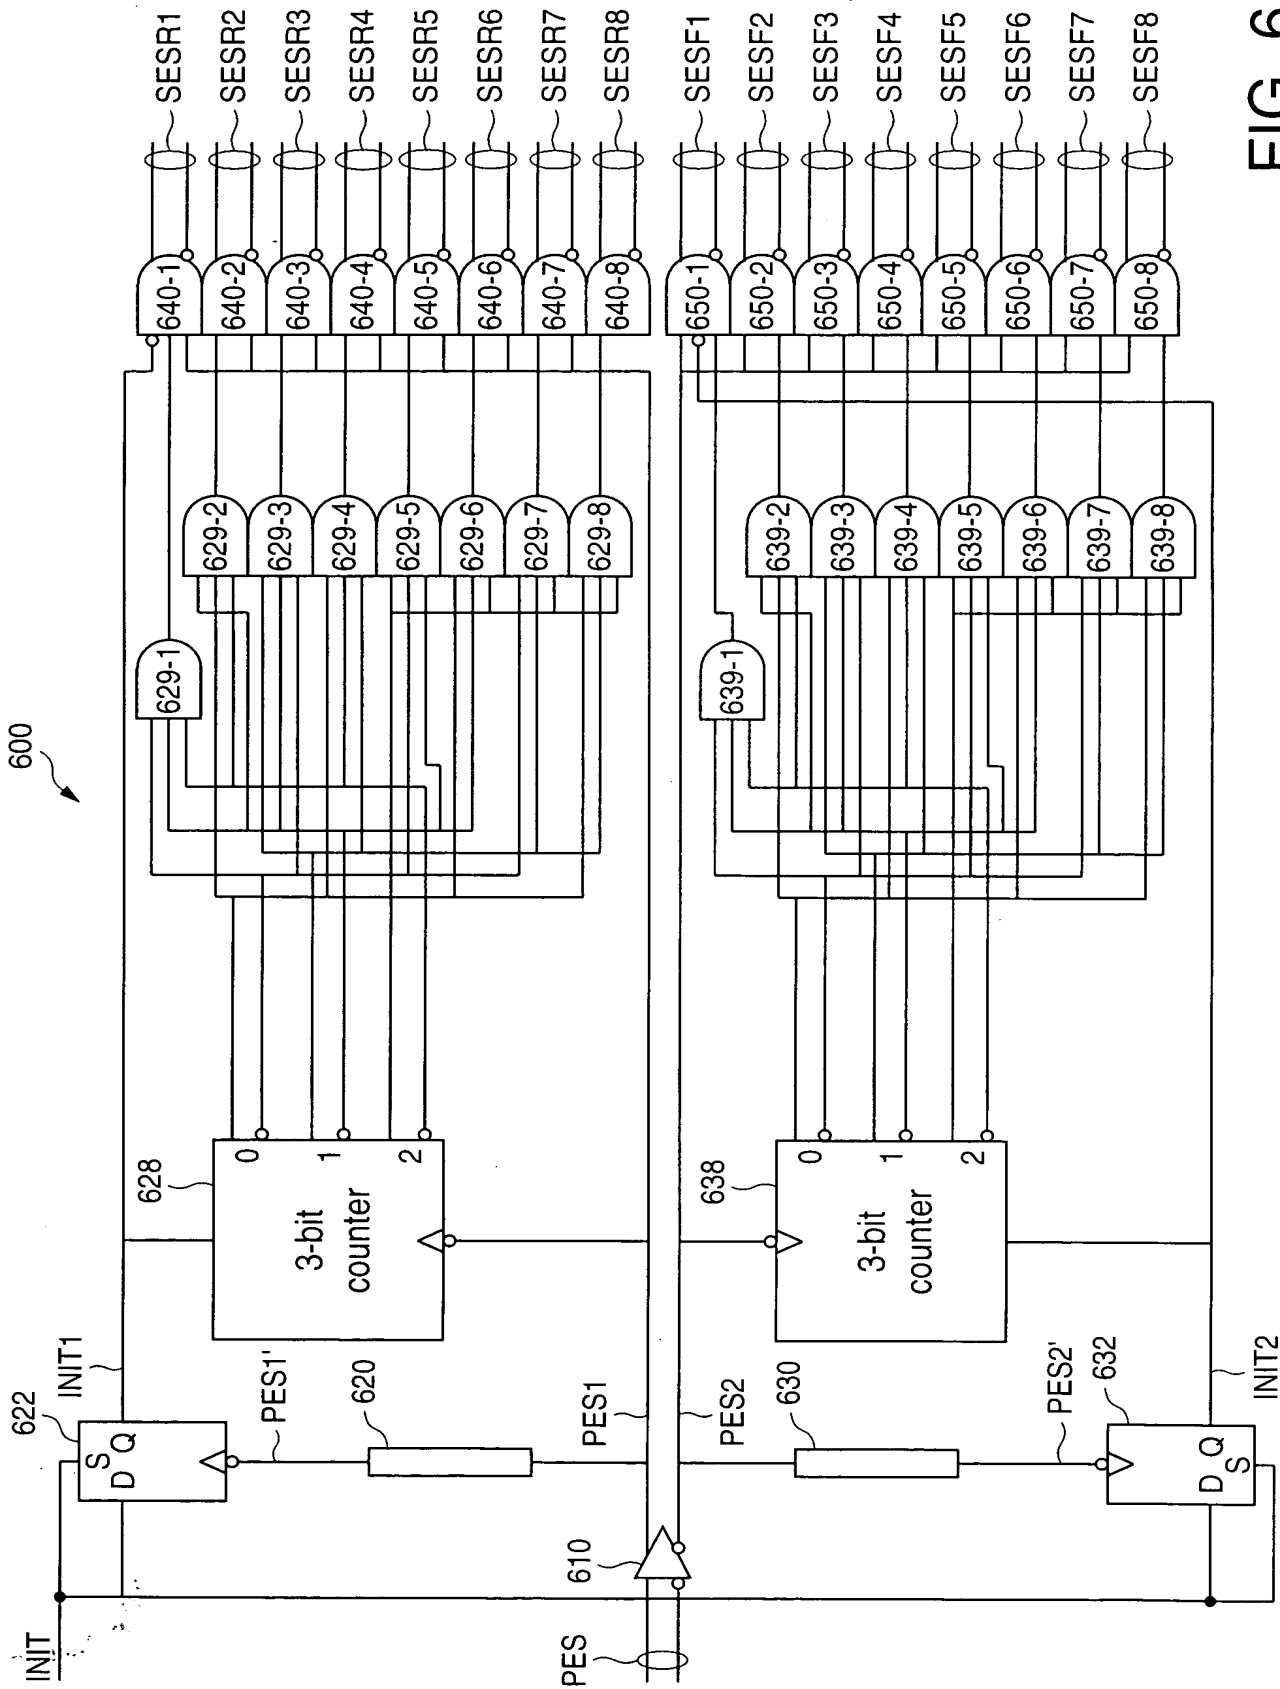 FIG. 6
600
INIT
622
S
D Q
INIT1
PES1'
620
628
3-bit
counter
0
1
2
629-1
629-2
629-3
629-4
629-5
629-6
629-7
629-8
640-1
640-2
640-3
640-4
640-5
640-6
640-7
640-8
SESR1
SESR2
SESR3
SESR4
SESR5
SESR6
SESR7
SESR8
PES
610
PES1
PES2
630
PES2'
632
D Q
S
INIT2
638
3-bit
counter
0
1
2
639-1
639-2
639-3
639-4
639-5
639-6
639-7
639-8
650-1
650-2
650-3
650-4
650-5
650-6
650-7
650-8
SESF1
SESF2
SESF3
SESF4
SESF5
SESF6
SESF7
SESF8